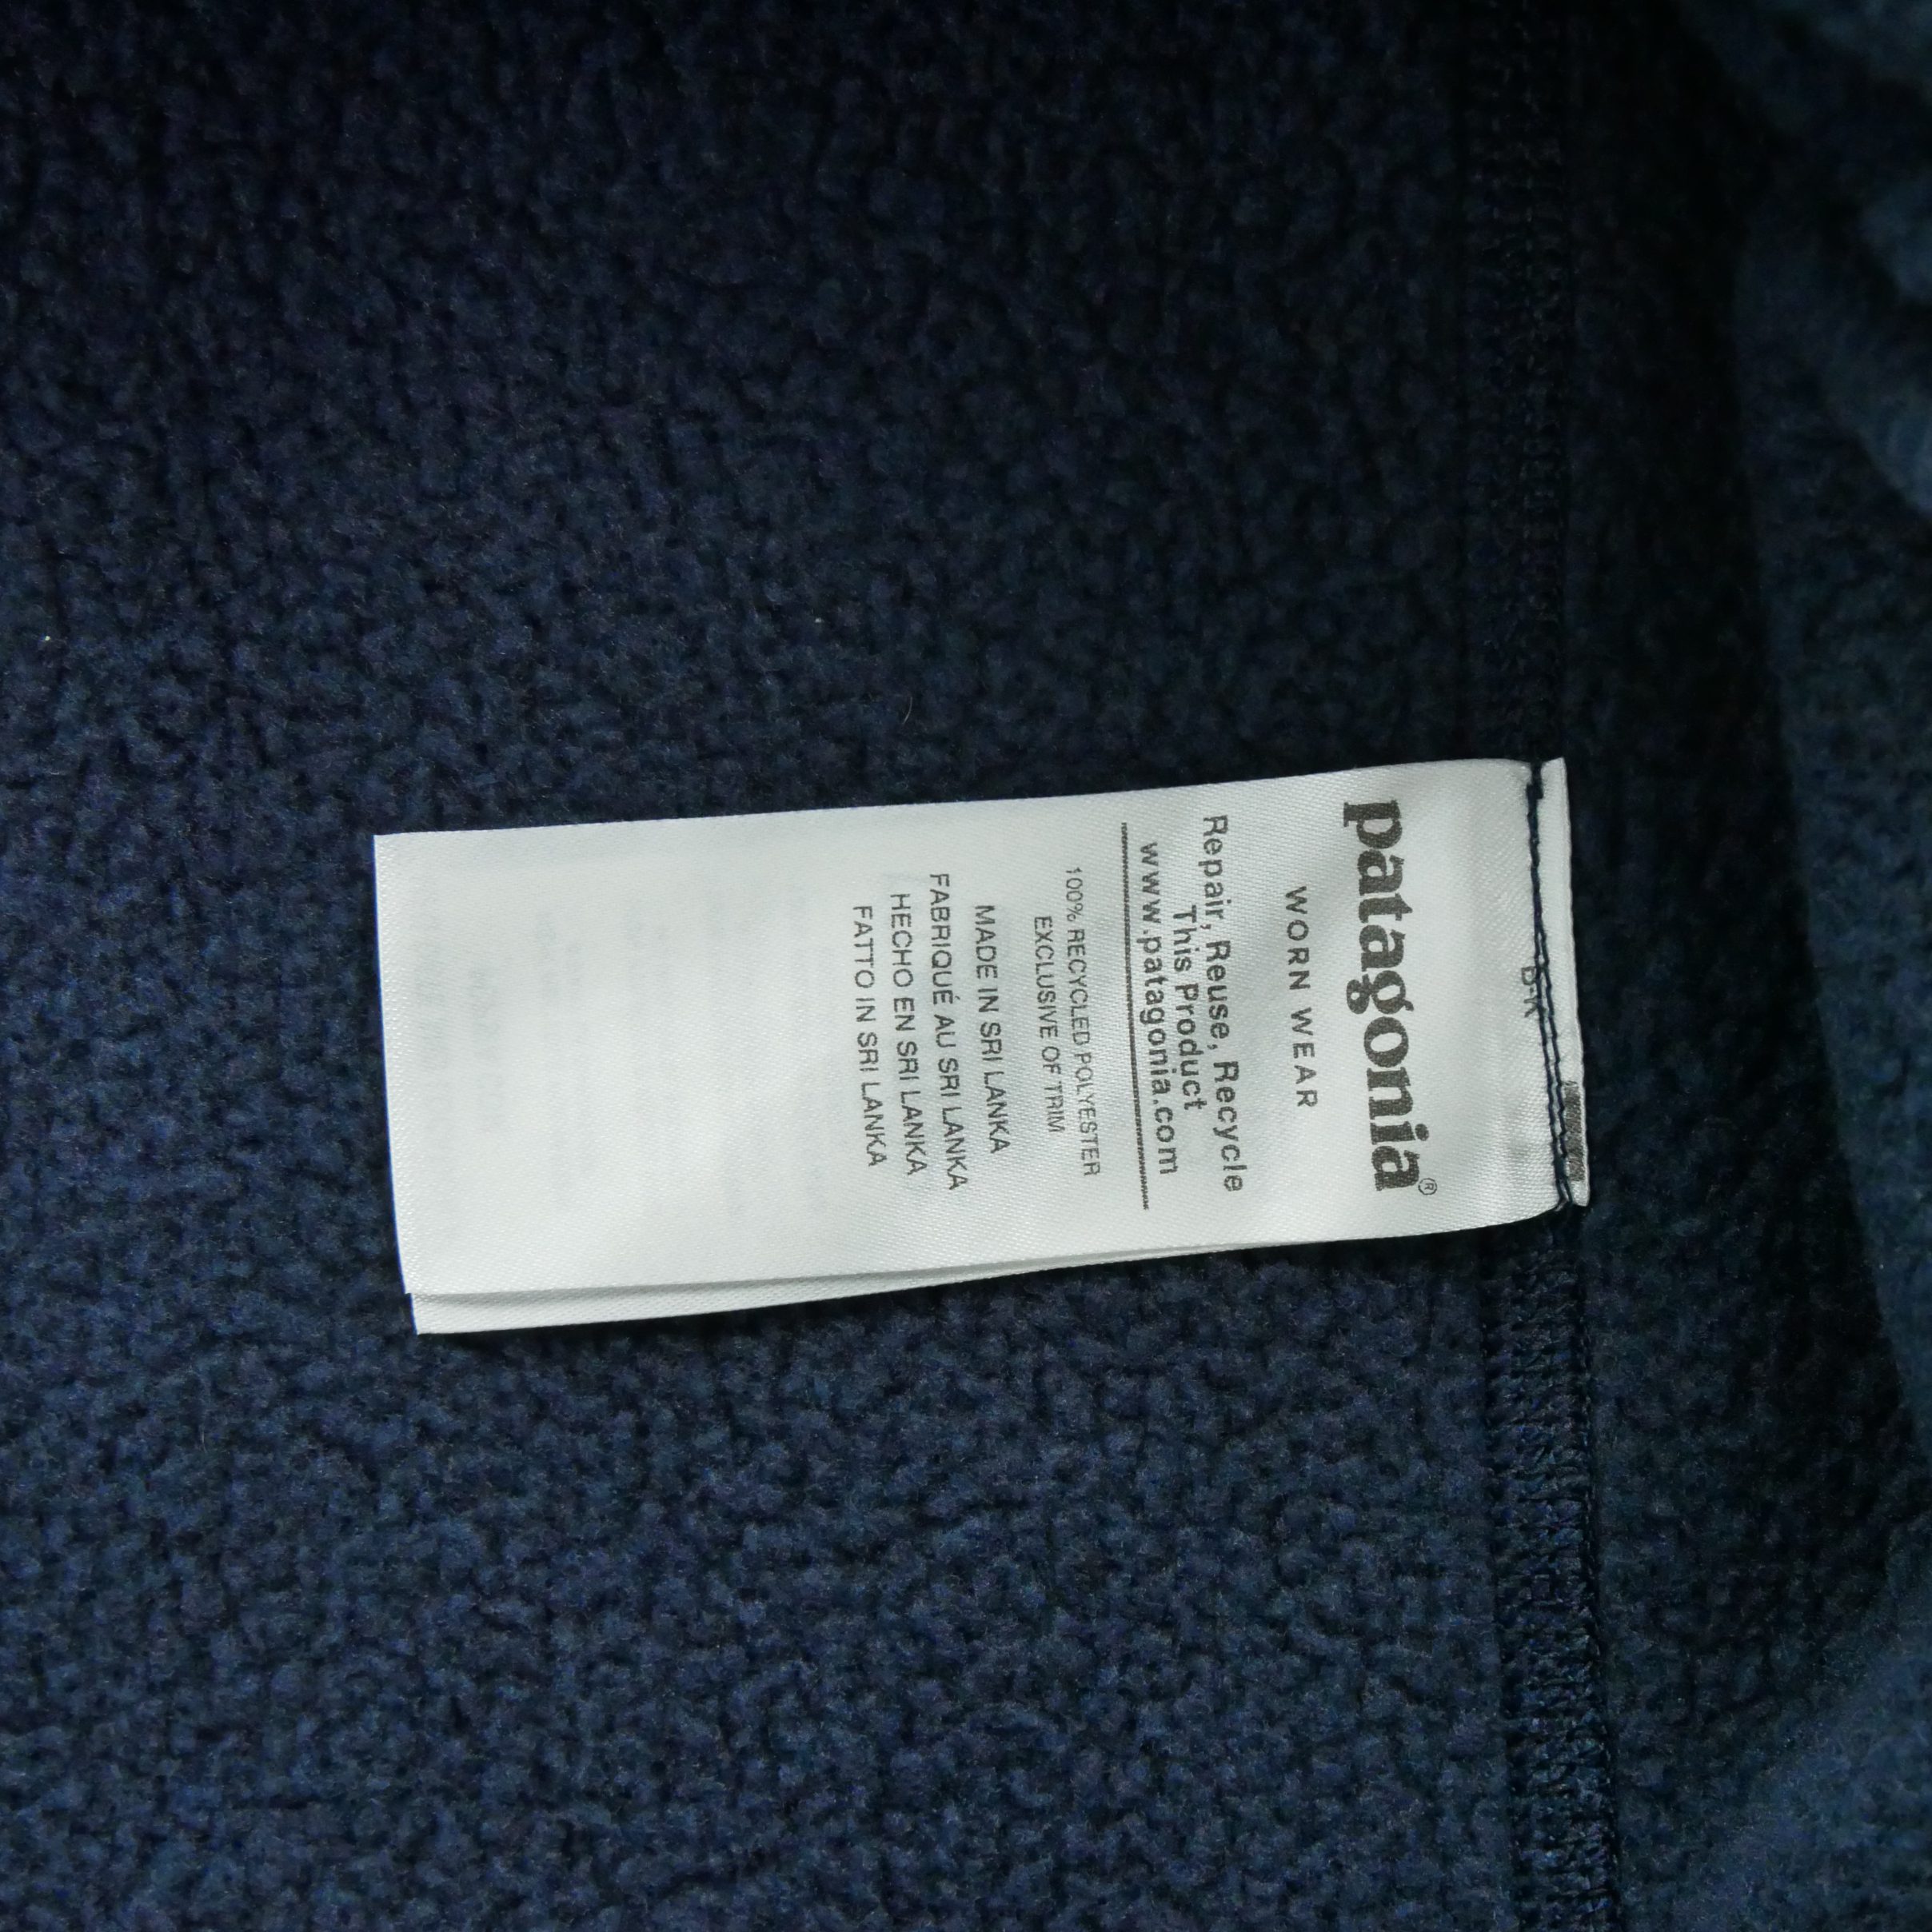 patagonia®
WORN WEAR
Repair, Reuse, Recycle
This Product
www.patagonia.com
100% RECYCLED POLYESTER
EXCLUSIVE OF TRIM
MADE IN SRI LANKA
FABRIQUÉ AU SRI LANKA
HECHO EN SRI LANKA
FATTO IN SRI LANKA